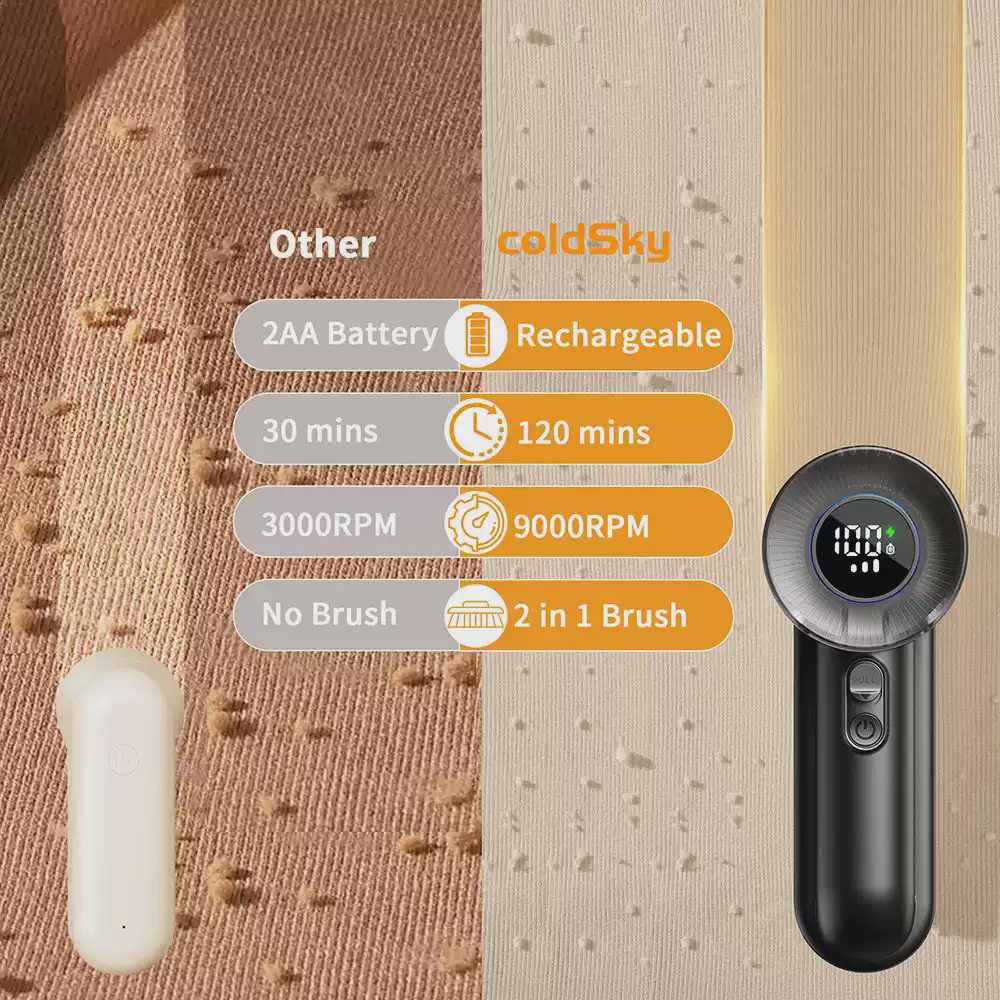 Other
coldSky
2AA Battery
Rechargeable
30 mins
120 mins
3000RPM
9000RPM
No Brush
2 in 1 Brush
100
PULL